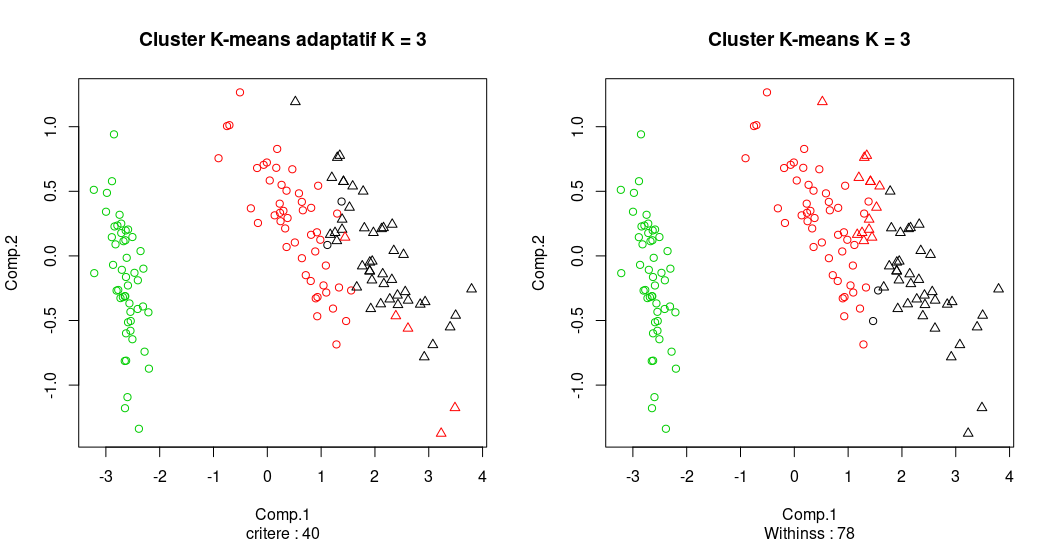 Cluster K-means adaptatif K = 3
Comp.2
1.0
0.5
0.0
-0.5
-1.0
-3 -2 -1 0 1 2 3 4
Comp.1
critere : 40
Cluster K-means K = 3
Comp.2
1.0
0.5
0.0
-0.5
-1.0
-3 -2 -1 0 1 2 3 4
Comp.1
Withinss : 78